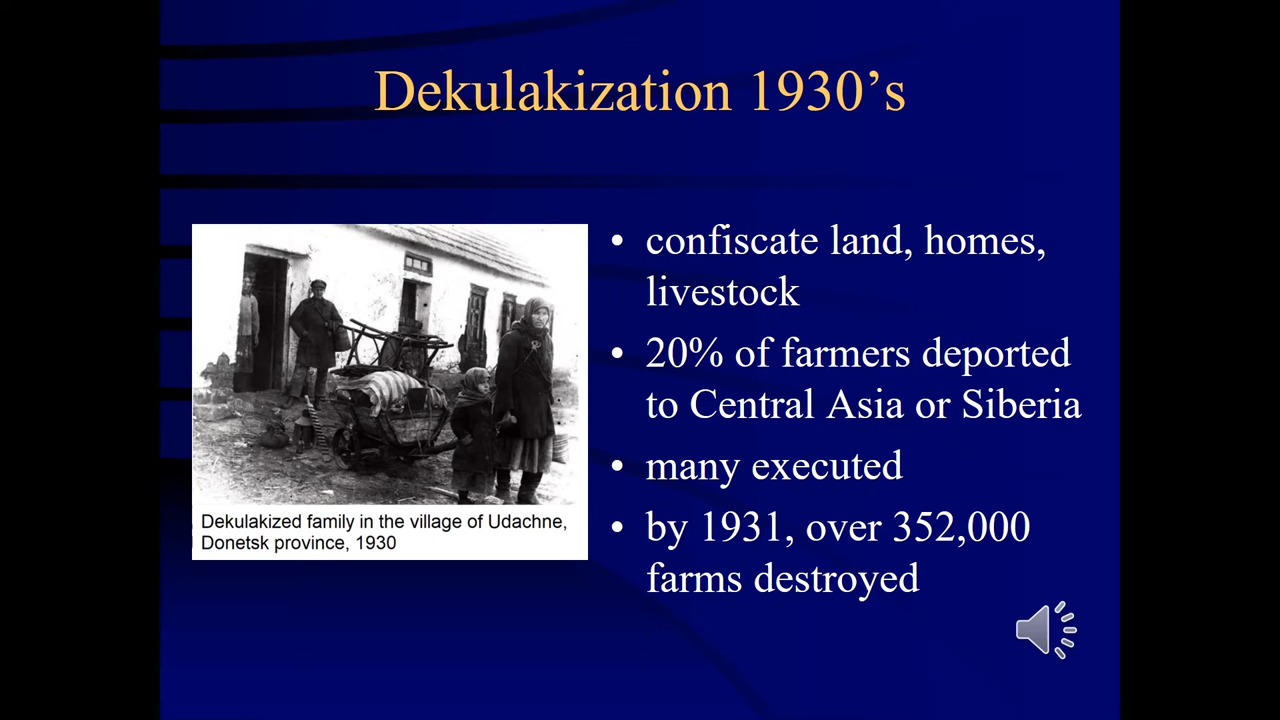 Dekulakization 1930’s
Dekulakized family in the village of Udachne,
Donetsk province, 1930
• confiscate land, homes,
livestock
• 20% of farmers deported
to Central Asia or Siberia
• many executed
• by 1931, over 352,000
farms destroyed